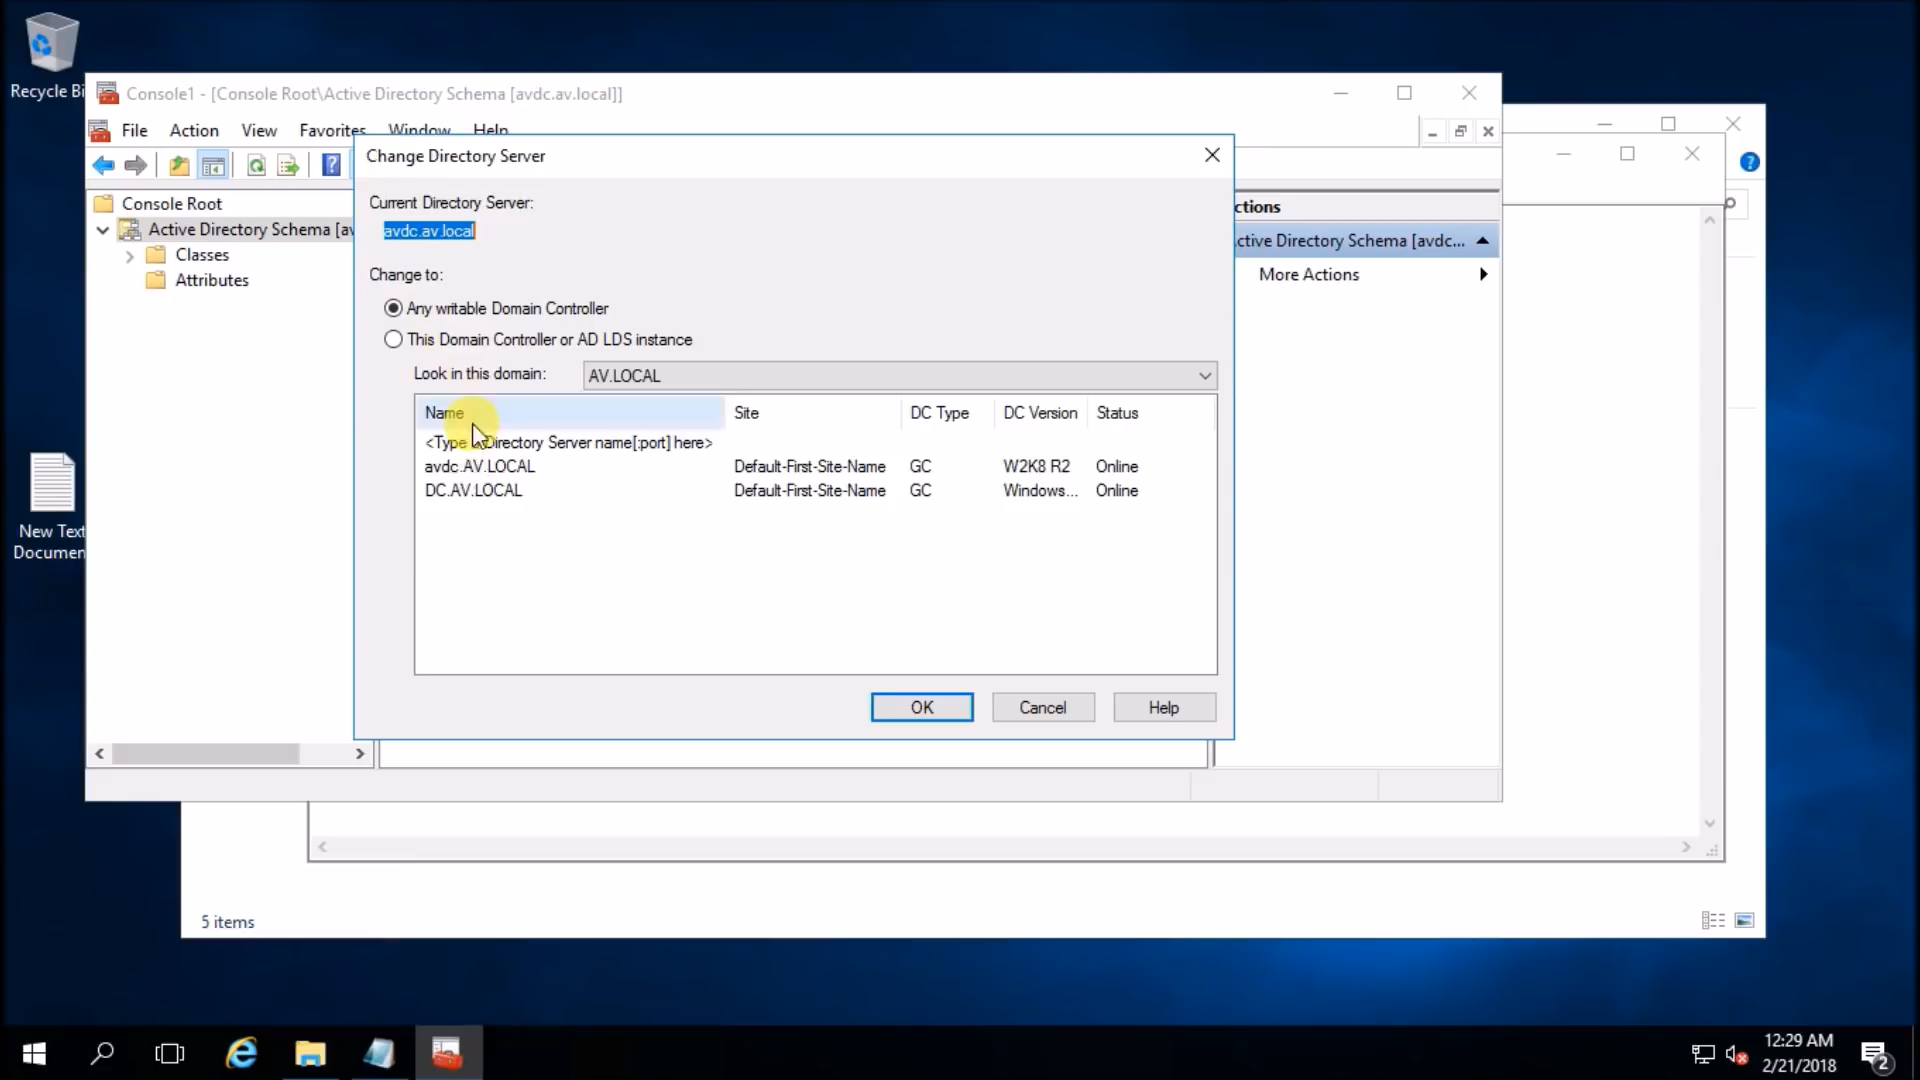 Recycle Bi
Console1 - [Console Root\Active Directory Schema [avdc.av.local]]
File Action View Favorites Window Help
Change Directory Server
Current Directory Server:
avdc.av.local
Change to:
Any writable Domain Controller
This Domain Controller or AD LDS instance
Look in this domain: AV.LOCAL
Name Site DC Type DC Version Status
<Type a Directory Server name[:port] here>
avdc.AV.LOCAL Default-First-Site-Name GC W2K8 R2 Online
DC.AV.LOCAL Default-First-Site-Name GC Windows... Online
OK Cancel Help
Console Root
Active Directory Schema [av
Classes
Attributes
ctions
ctive Directory Schema [avdc...
More Actions
New Text
Documen
5 items
12:29 AM
2/21/2018
2